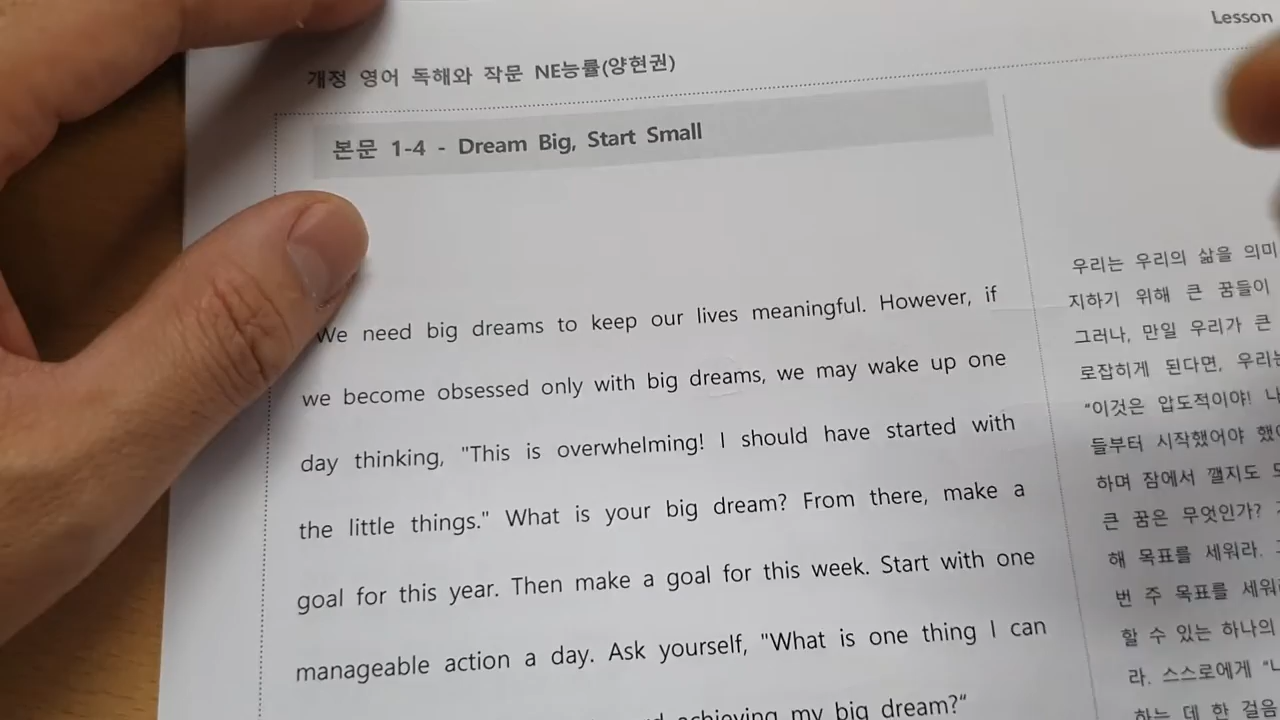 Lesson
개정 영어 독해와 작문 NE능률(양현권)
본문 1-4 - Dream Big, Start Small
We need big dreams to keep our lives meaningful. However, if
we become obsessed only with big dreams, we may wake up one
day thinking, "This is overwhelming! I should have started with
the little things." What is your big dream? From there, make a
goal for this year. Then make a goal for this week. Start with one
manageable action a day. Ask yourself, "What is one thing I can
achieving my big dream?“
우리는 우리의 삶을 의미
지하기 위해 큰 꿈들이
그러나, 만일 우리가 큰
로잡히게 된다면, 우리는
“이것은 압도적이야! 나
들부터 시작했어야 했
하며 잠에서 깰지도
큰 꿈은 무엇인가?
해 목표를 세워라.
번 주 목표를 세워
할 수 있는 하나의
라. 스스로에게
하는 데 한 걸음